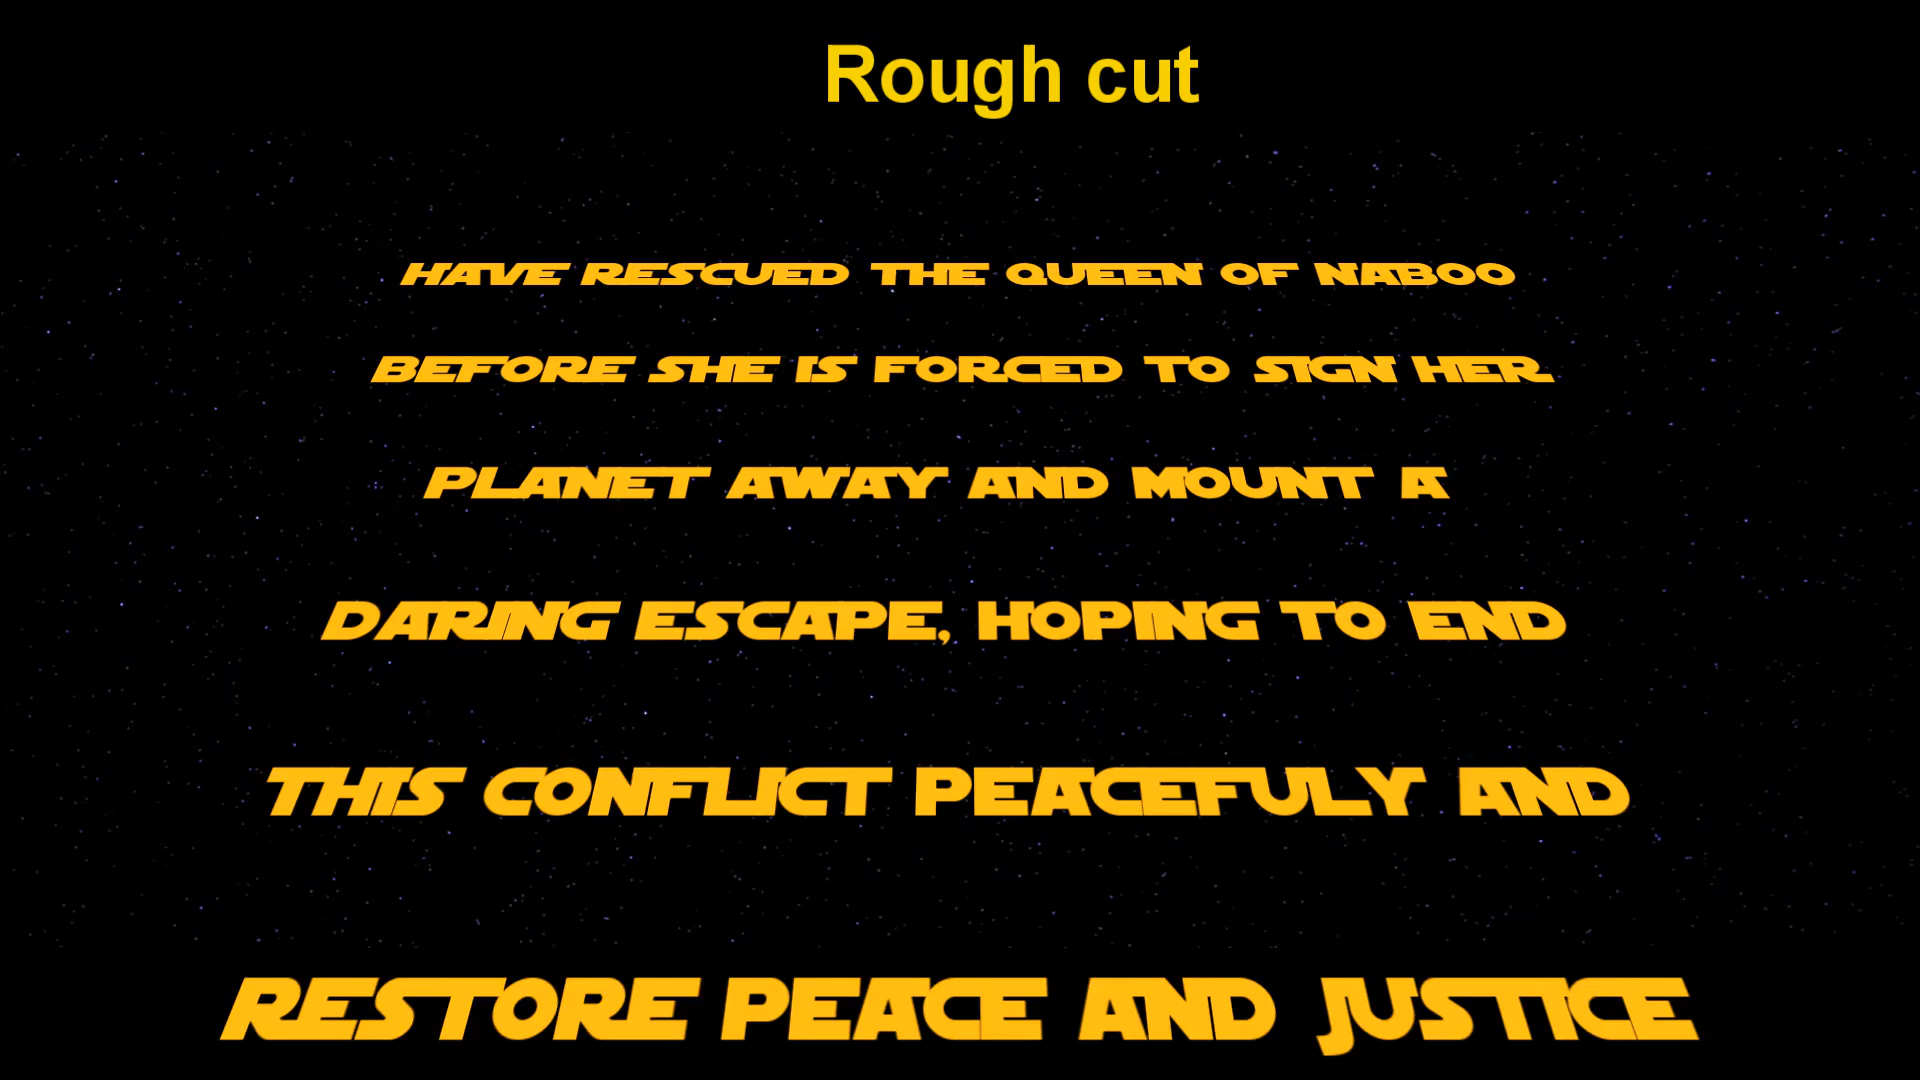 Rough cut
HAVE RESCUED THE QUEEN OF NABOO
BEFORE SHE IS FORCED TO SIGN HER
PLANET AWAY AND MOUNT A
DARING ESCAPE, HOPING TO END
THIS CONFLICT PEACEFULY AND
RESTORE PEACE AND JUSTICE